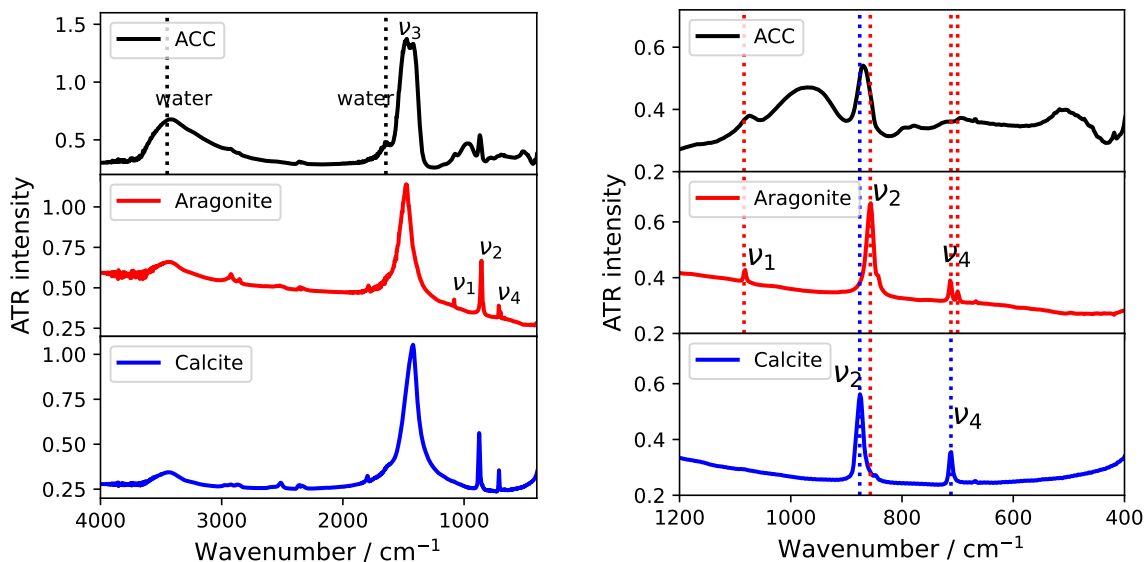 1.5
1.0
0.5
ACC
ν3
water
water
ATR intensity
1.00
0.75
0.50
0.25
Aragonite
ν1
ν2
ν4
1.00
0.75
0.50
0.25
Calcite
4000
3000
2000
1000
Wavenumber / cm−1
0.6
0.4
0.2
ACC
ATR intensity
0.6
0.4
0.2
Aragonite
ν1
ν2
ν4
0.6
0.4
0.2
Calcite
ν2
ν4
1200
1000
800
600
400
Wavenumber / cm−1